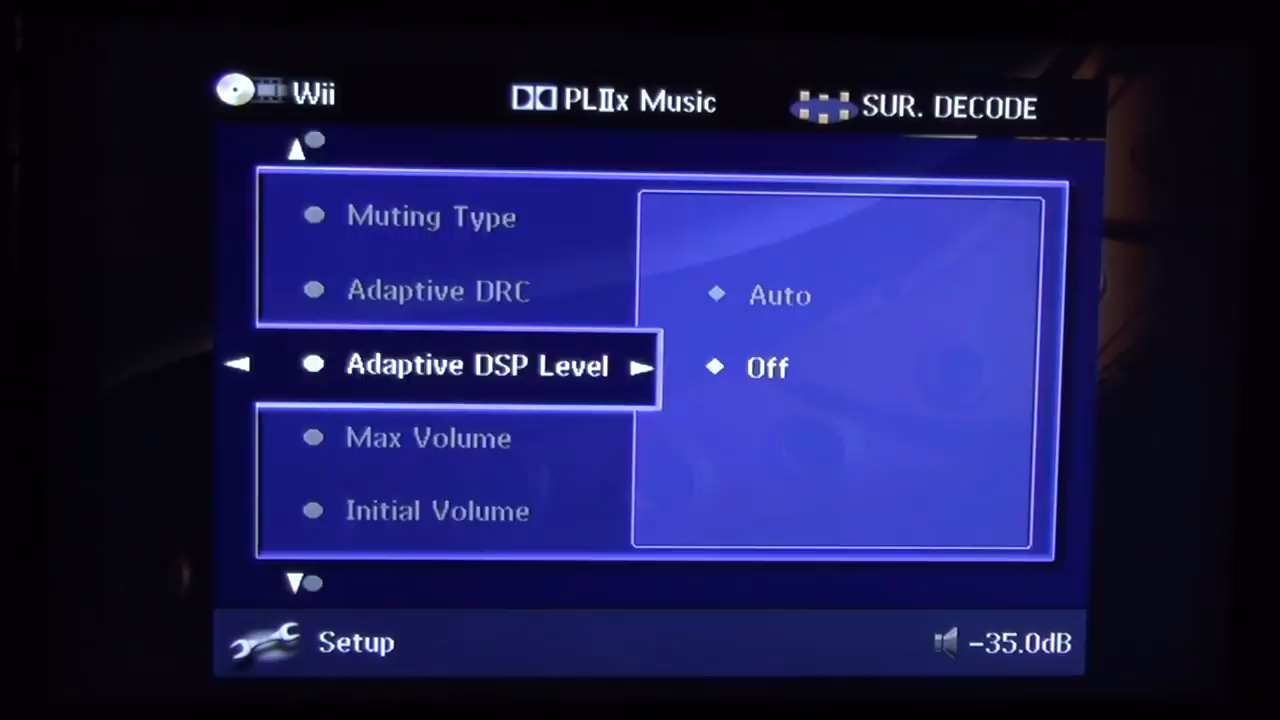 Wii
PLIIx Music
SUR. DECODE
Muting Type
Adaptive DRC
Auto
Adaptive DSP Level
Off
Max Volume
Initial Volume
Setup
-35.0dB